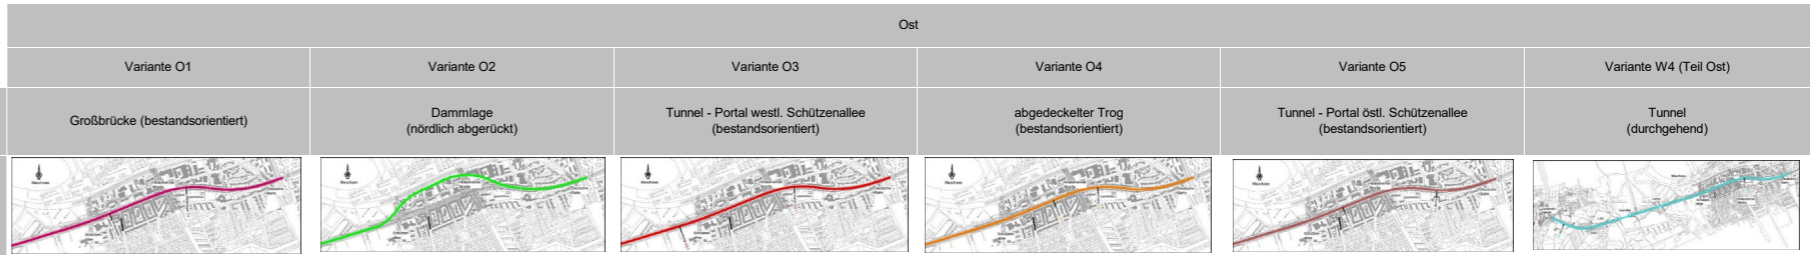 Ost
Variante O1
Variante O2
Variante O3
Variante O4
Variante O5
Variante W4 (Teil Ost)
Großbrücke (bestandsorientiert)
Dammlage
(nördlich abgerückt)
Tunnel - Portal westl. Schützenallee
(bestandsorientiert)
abgedeckelter Trog
(bestandsorientiert)
Tunnel - Portal östl. Schützenallee
(bestandsorientiert)
Tunnel
(durchgehend)